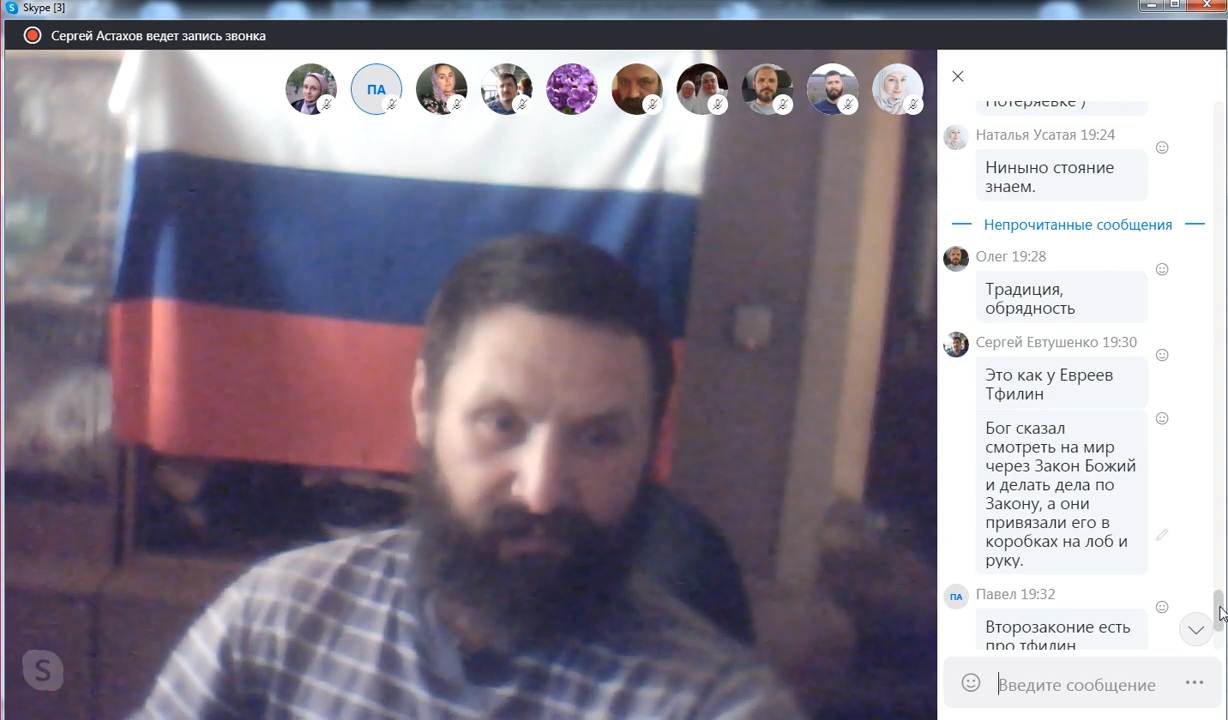 Skype [3]
Сергей Астахов ведет запись звонка
ПА
Потеряевке )
Наталья Усатая 19:24
Ниныно стояние
знаем.
Непрочитанные сообщения
Олег 19:28
Традиция,
обрядность
Сергей Евтушенко 19:30
Это как у Евреев
Тфилин
Бог сказал
смотреть на мир
через Закон Божий
и делать дела по
Закону, а они
привязали его в
коробках на лоб и
руку.
ПА
Павел 19:32
Второзаконие есть
про тфилин
Введите сообщение
S